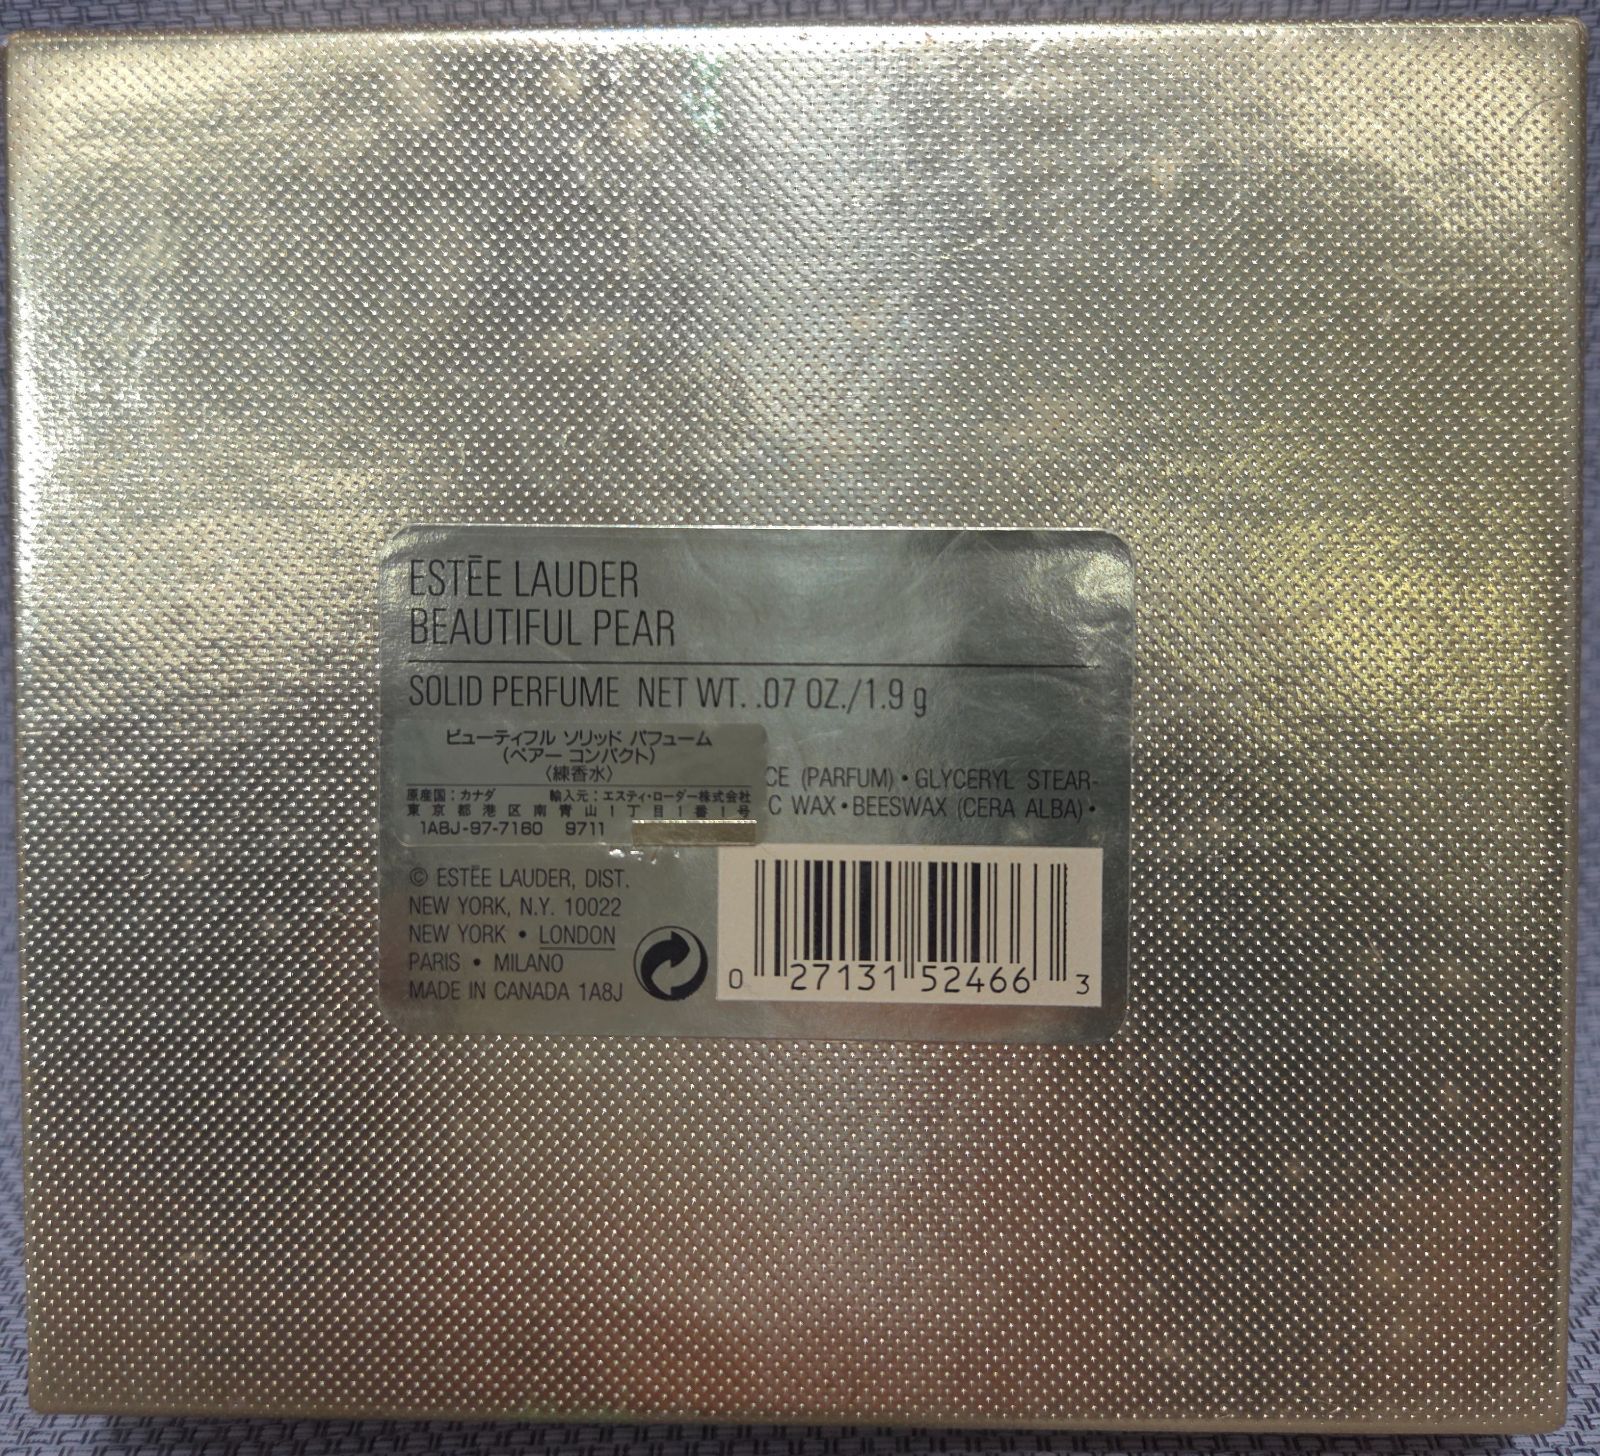 ESTĒE LAUDER
BEAUTIFUL PEAR
SOLID PERFUME NET WT. .07 OZ./1.9 g
ビューティフル ソリッド パフューム
(ペアー コンパクト)
〈練香水〉
原産国:カナダ 輸入元:エスティ・ローダー株式会社
東京都港区南青山1丁目1番1号
1A8J-97-7160 9711
CE (PARFUM) • GLYCERYL STEAR-
C WAX • BEESWAX (CERA ALBA) •
© ESTĒE LAUDER, DIST.
NEW YORK, N.Y. 10022
NEW YORK • LONDON
PARIS • MILANO
MADE IN CANADA 1A8J
0 27131 52466 3